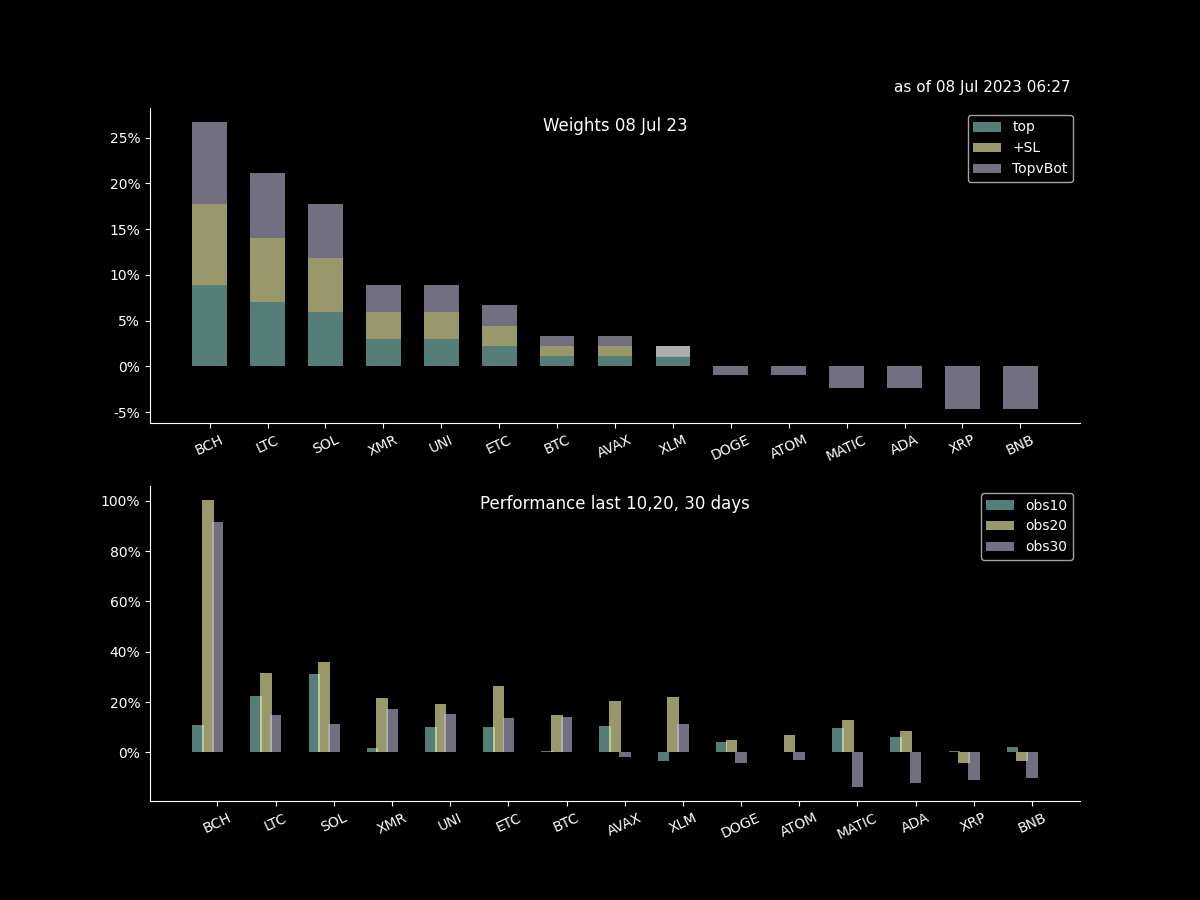 as of 08 Jul 2023 06:27
Weights 08 Jul 23
top
+SL
TopvBot
25%
20%
15%
10%
5%
0%
-5%
BCH LTC SOL XMR UNI ETC BTC AVAX XLM DOGE ATOM MATIC ADA XRP BNB
Performance last 10,20, 30 days
obs10
obs20
obs30
100%
80%
60%
40%
20%
0%
BCH LTC SOL XMR UNI ETC BTC AVAX XLM DOGE ATOM MATIC ADA XRP BNB